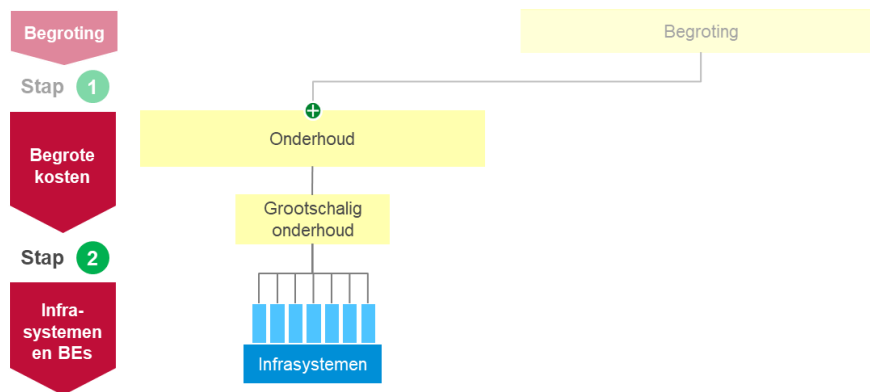 Begroting
Begroting
Stap 1
Onderhoud
Begrote
kosten
Grootschalig
onderhoud
Stap 2
Infra-
systemen
en BEs
Infrasystemen